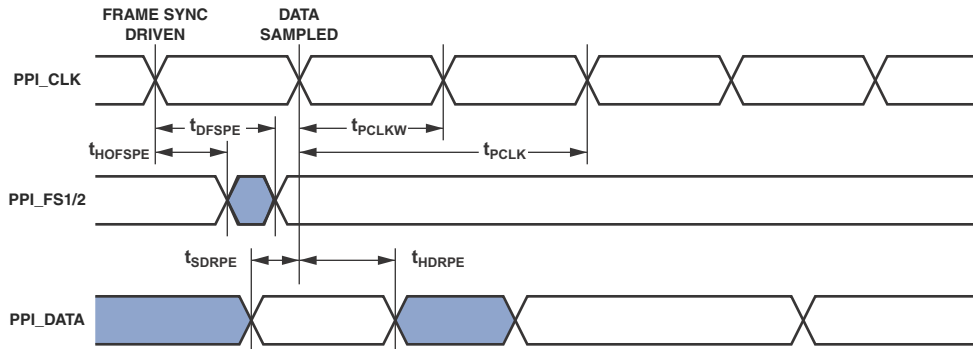 FRAME SYNC
DRIVEN
DATA
SAMPLED
PPI_CLK
tDFSPE
tPCLKW
tHOFSPE
tPCLK
PPI_FS1/2
tSDRPE
tHDRPE
PPI_DATA